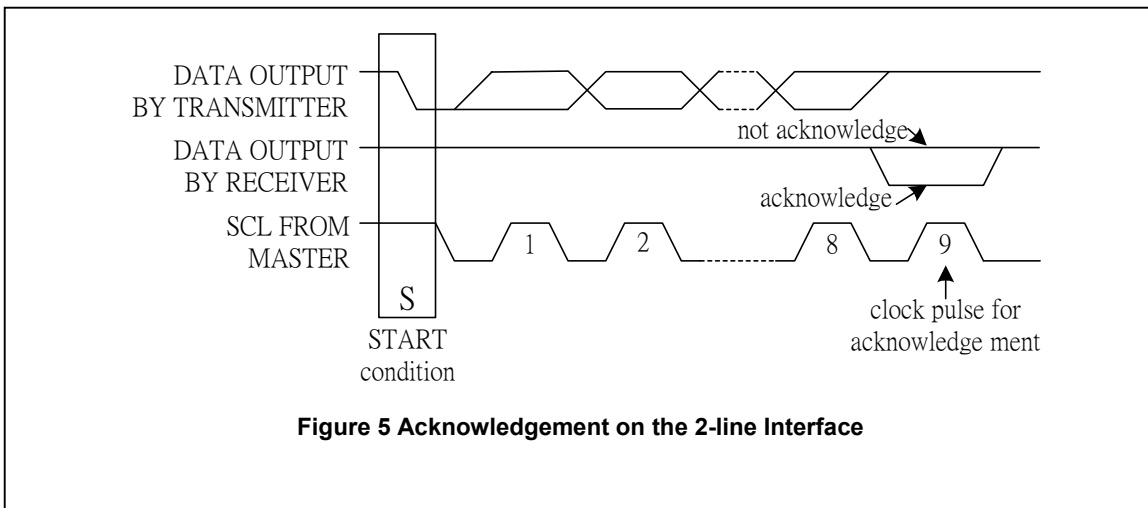 DATA OUTPUT
BY TRANSMITTER
not acknowledge
DATA OUTPUT
BY RECEIVER
acknowledge
SCL FROM
MASTER
1
2
8
9
S
START
condition
clock pulse for
acknowledge ment
Figure 5 Acknowledgement on the 2-line Interface